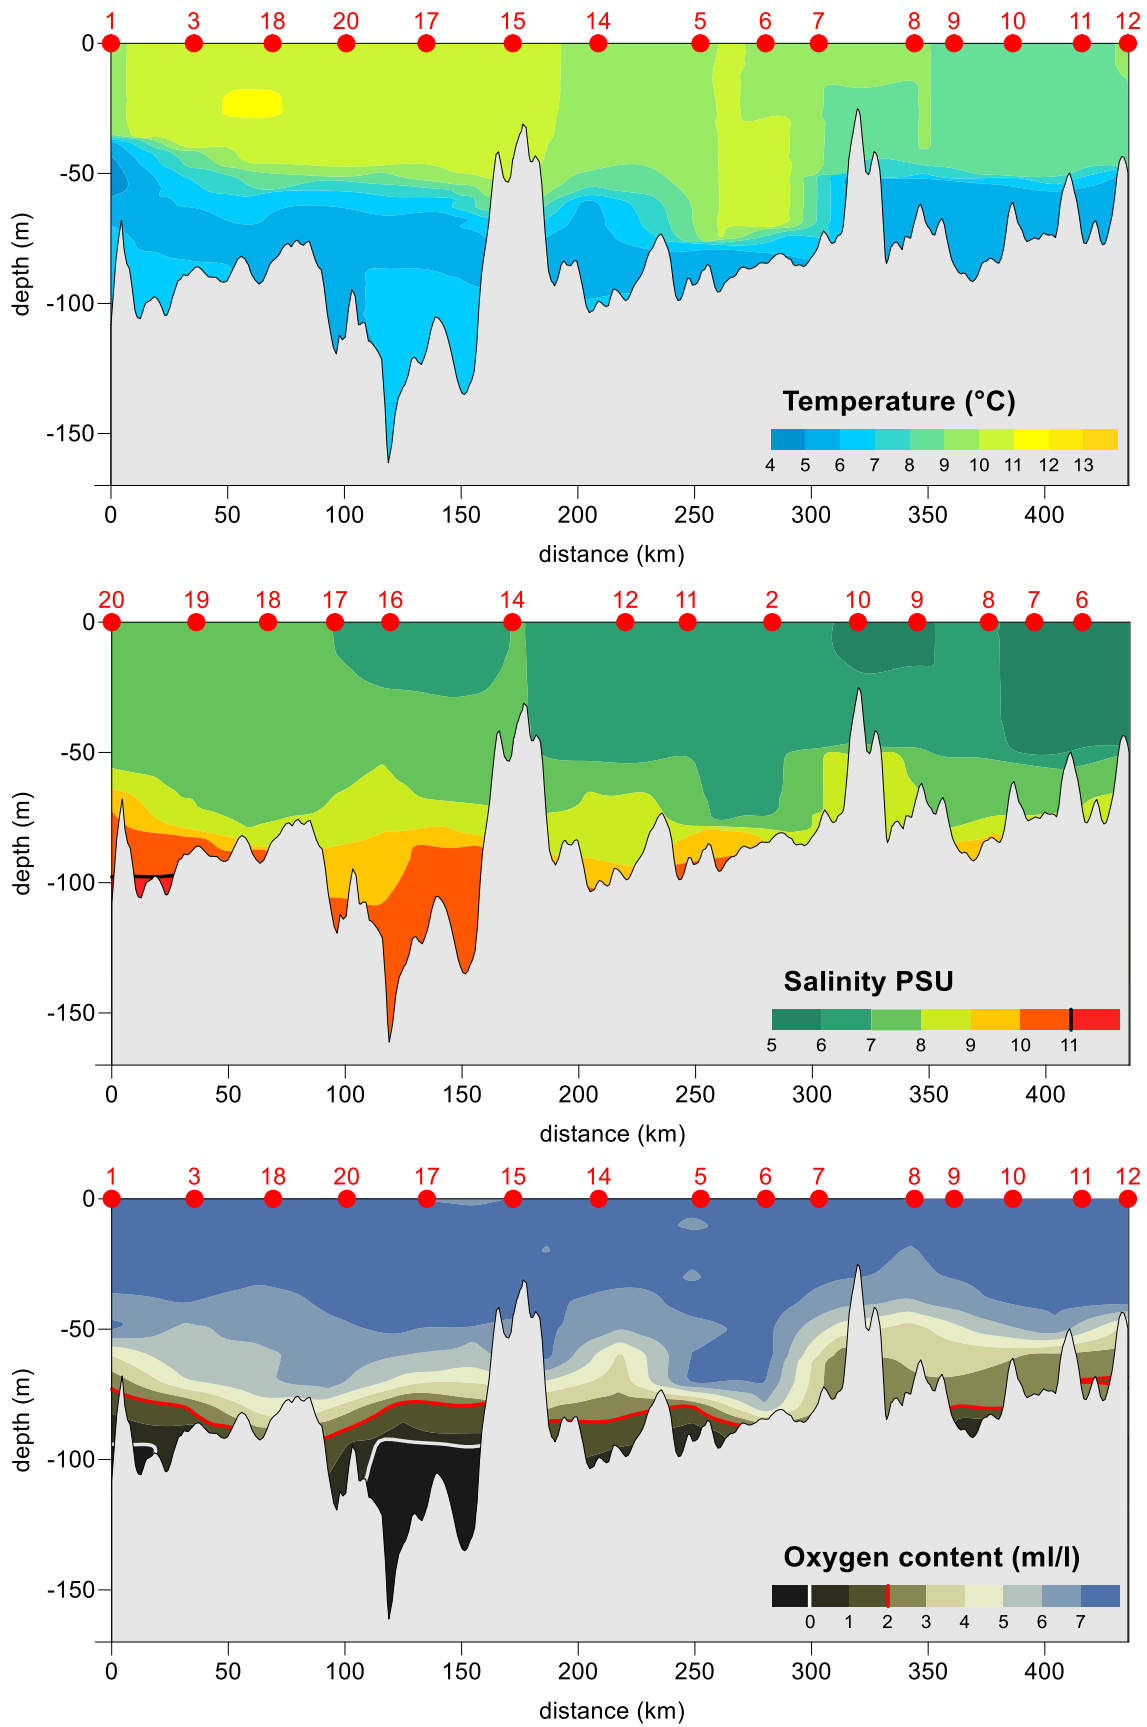 1 3 18 20 17 15 14 5 6 7 8 9 10 11 12
0
-50
-100
-150
depth (m)
Temperature (°C)
4 5 6 7 8 9 10 11 12 13
0 50 100 150 200 250 300 350 400
distance (km)
20 19 18 17 16 14 12 11 2 10 9 8 7 6
0
-50
-100
-150
depth (m)
Salinity PSU
5 6 7 8 9 10 11
0 50 100 150 200 250 300 350 400
distance (km)
1 3 18 20 17 15 14 5 6 7 8 9 10 11 12
0
-50
-100
-150
depth (m)
Oxygen content (ml/l)
0 1 2 3 4 5 6 7
0 50 100 150 200 250 300 350 400
distance (km)